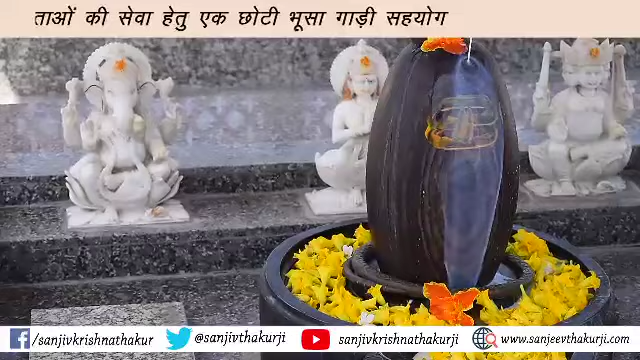 ताओं की सेवा हेतु एक छोटी भूसा गाड़ी सहयोग
/sanjivkrishnathakur @sanjivthakurji /sanjivkrishnathakurji www.sanjeevthakurji.com